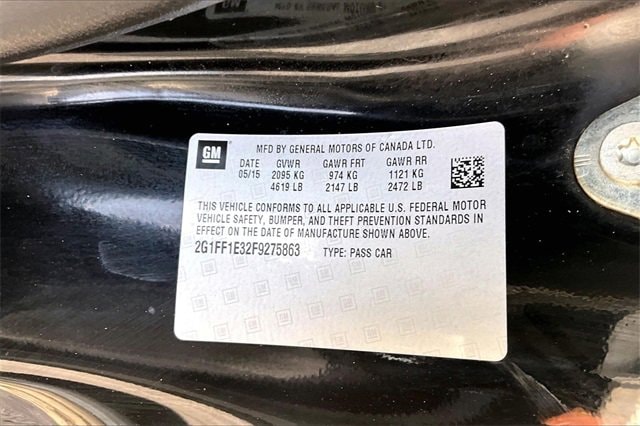 GM
MFD BY GENERAL MOTORS OF CANADA LTD.
DATE GVWR GAWR FRT GAWR RR
05/15 2095 KG 974 KG 1121 KG
4619 LB 2147 LB 2472 LB
THIS VEHICLE CONFORMS TO ALL APPLICABLE U.S. FEDERAL MOTOR
VEHICLE SAFETY, BUMPER, AND THEFT PREVENTION STANDARDS IN
EFFECT ON THE DATE OF MANUFACTURE SHOWN ABOVE.
2G1FF1E32F9275863 TYPE: PASS CAR